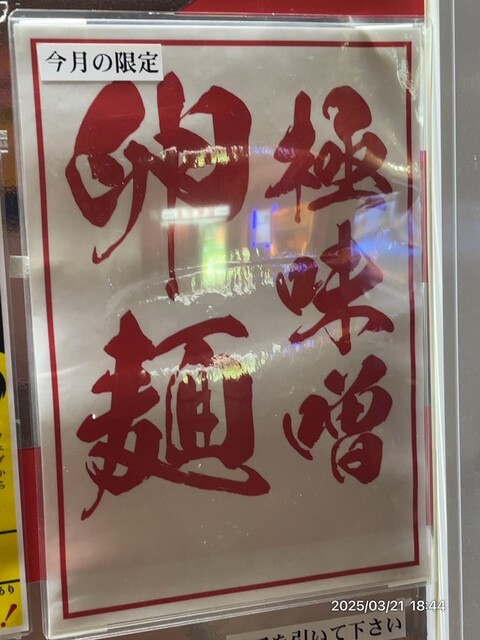 今月の限定
極味噌
卵麺
を引いて下さい
2025/03/21 18:44